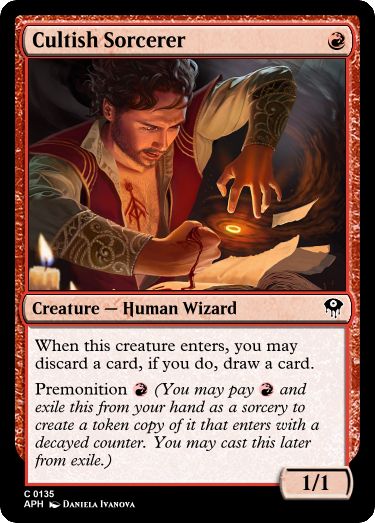 Cultish Sorcerer
Creature — Human Wizard
When this creature enters, you may
discard a card, if you do, draw a card.
Premonition (You may pay and
exile this from your hand as a sorcery to
create a token copy of it that enters with a
decayed counter. You may cast this later
from exile.)
1/1
C 0135
APH Daniela Ivanova